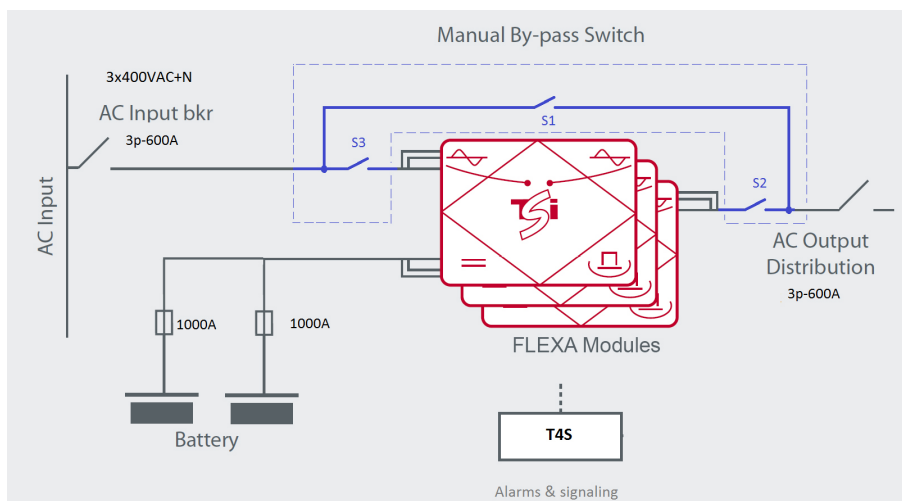 Manual By-pass Switch
3x400VAC+N
AC Input bkr
3p-600A
S1
S3
S2
TSi
AC Input
AC Output
Distribution
3p-600A
1000A
1000A
FLEXA Modules
Battery
T4S
Alarms & signaling